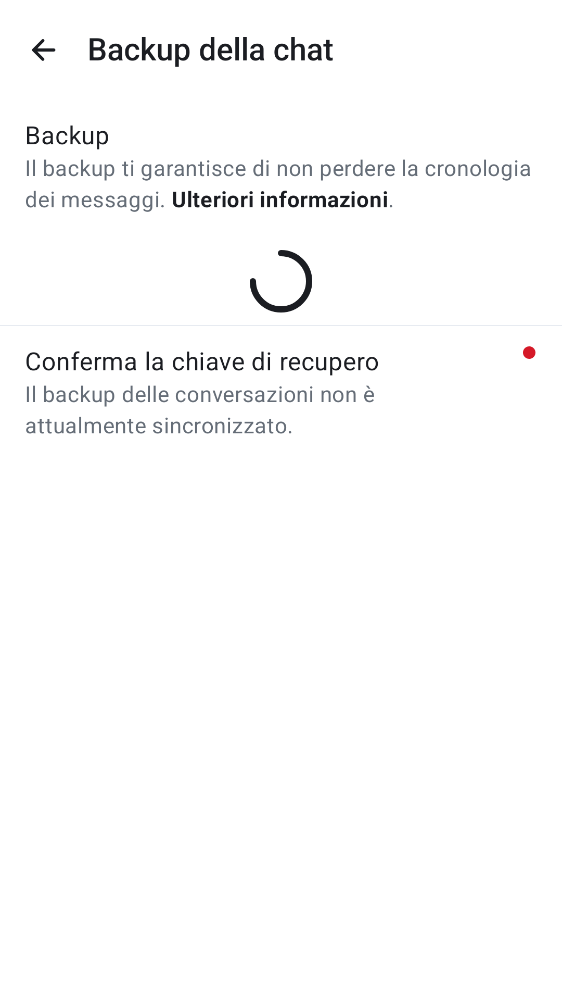 Backup della chat
Backup
Il backup ti garantisce di non perdere la cronologia
dei messaggi. Ulteriori informazioni.
Conferma la chiave di recupero
Il backup delle conversazioni non è
attualmente sincronizzato.